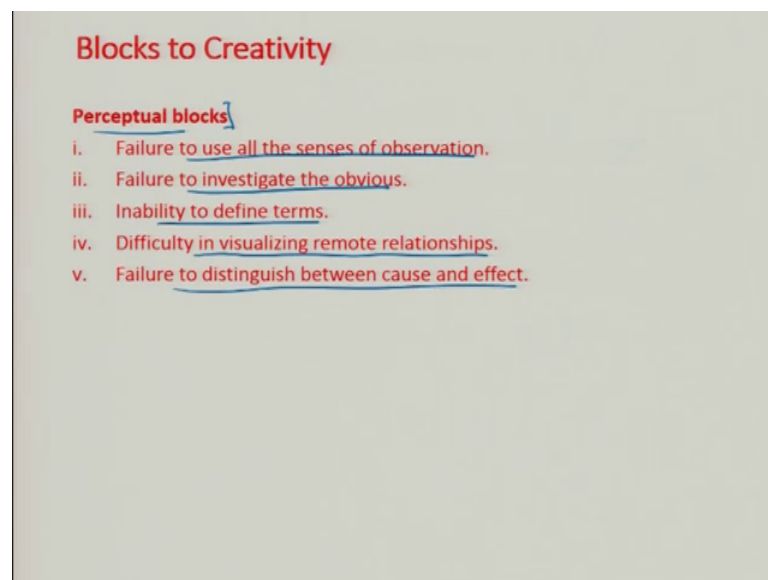 Blocks to Creativity
Perceptual blocks
i. Failure to use all the senses of observation.
ii. Failure to investigate the obvious.
iii. Inability to define terms.
iv. Difficulty in visualizing remote relationships.
v. Failure to distinguish between cause and effect.